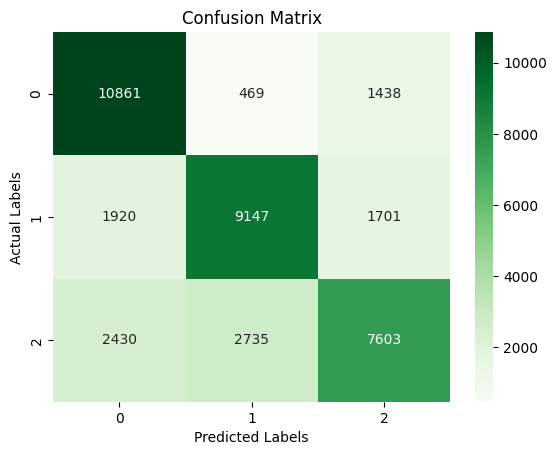 Confusion Matrix
0 10861 469 1438
1 1920 9147 1701
2 2430 2735 7603
0 1 2
Actual Labels
Predicted Labels
10000
8000
6000
4000
2000